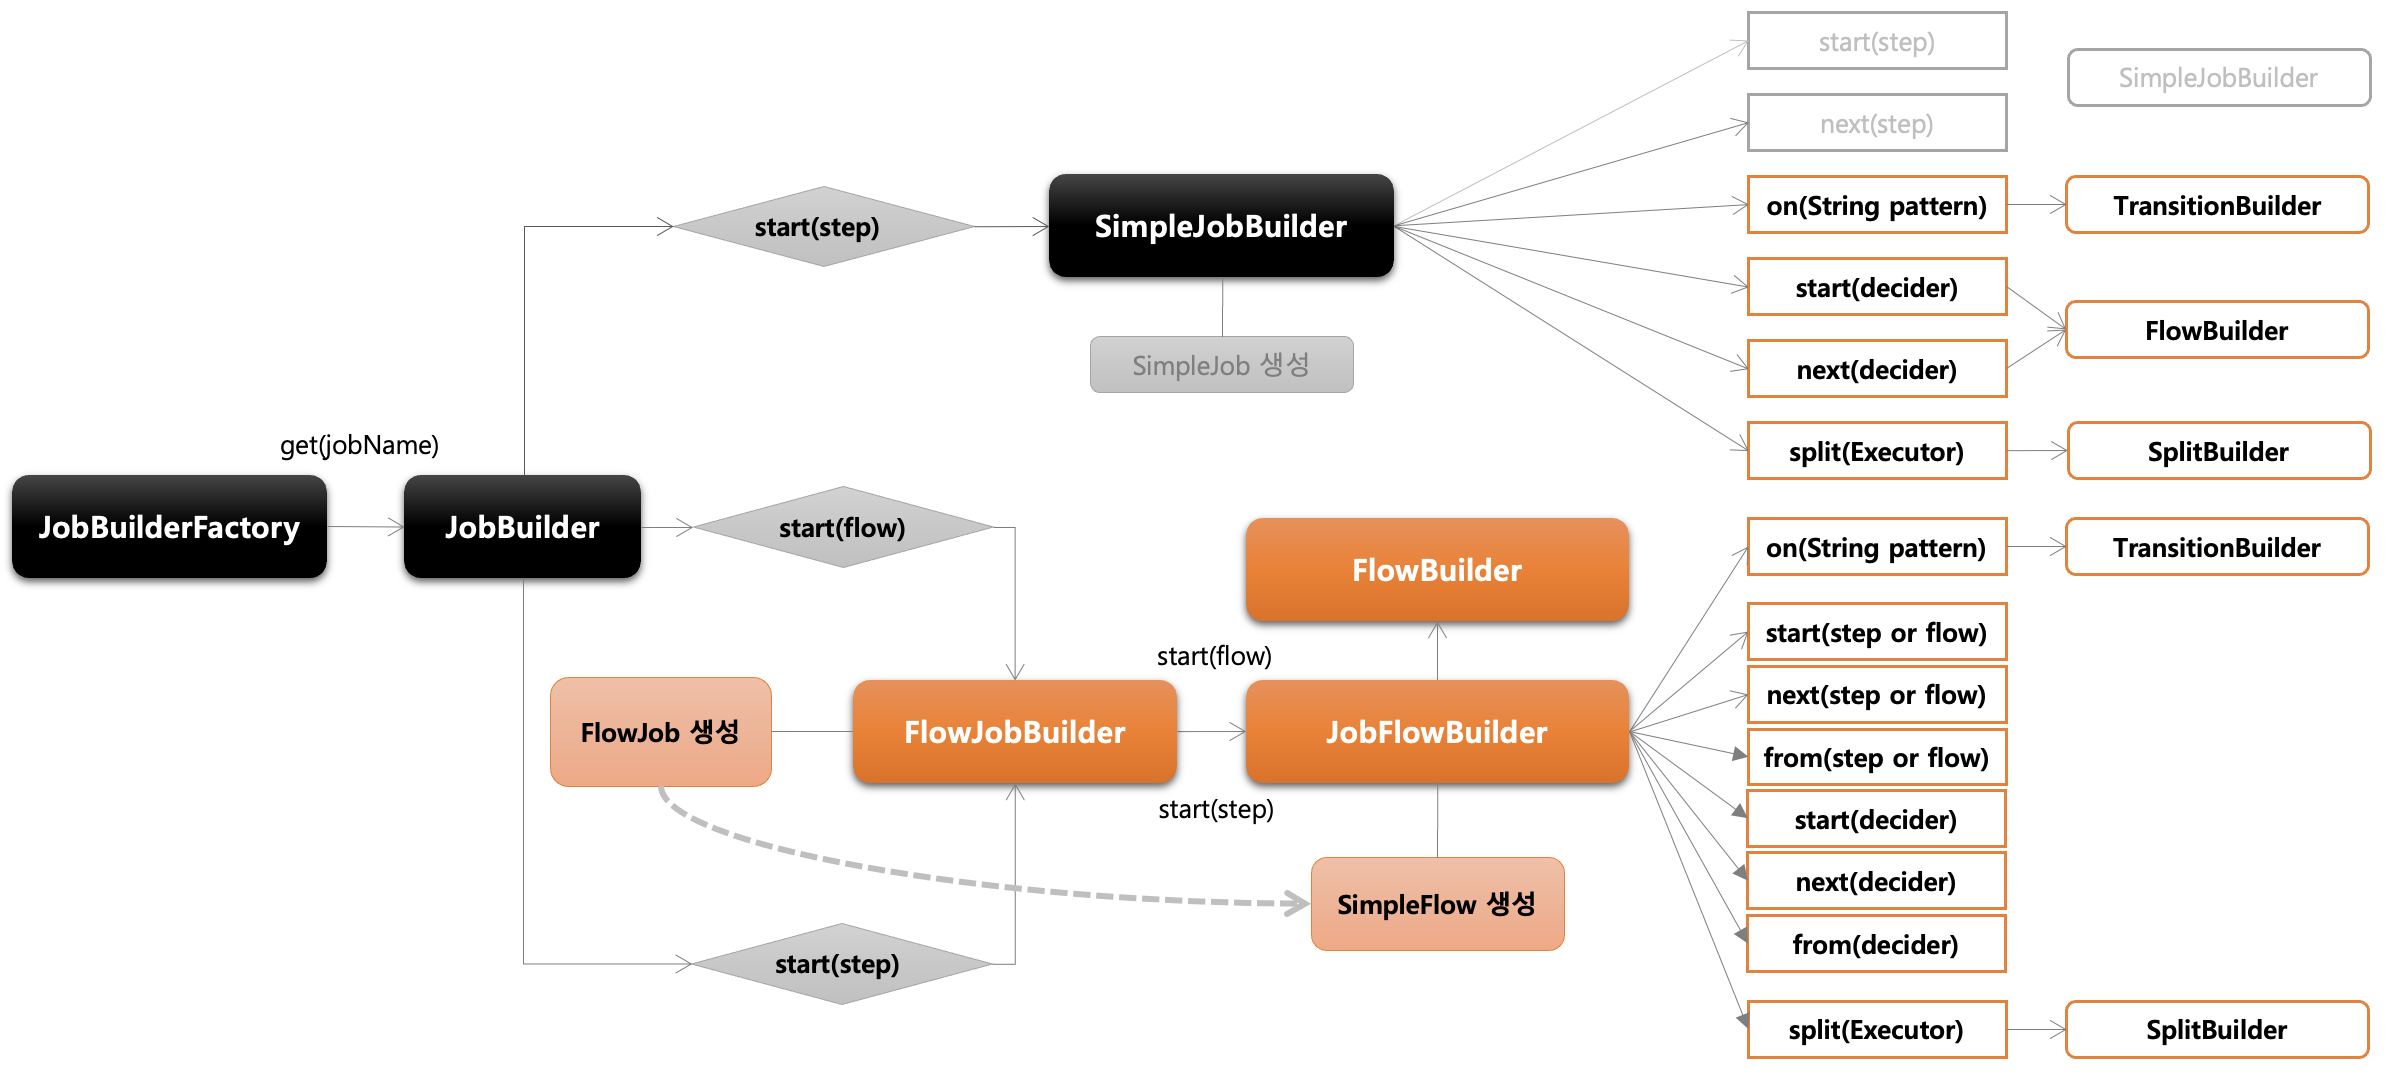 start(step)
SimpleJobBuilder
next(step)
on(String pattern)
TransitionBuilder
start(step)
SimpleJobBuilder
start(decider)
FlowBuilder
next(decider)
SimpleJob 생성
split(Executor)
SplitBuilder
get(jobName)
JobBuilderFactory
JobBuilder
start(flow)
FlowBuilder
on(String pattern)
TransitionBuilder
start(step or flow)
start(flow)
next(step or flow)
FlowJob 생성
FlowJobBuilder
JobFlowBuilder
from(step or flow)
start(step)
start(decider)
next(decider)
SimpleFlow 생성
from(decider)
start(step)
split(Executor)
SplitBuilder